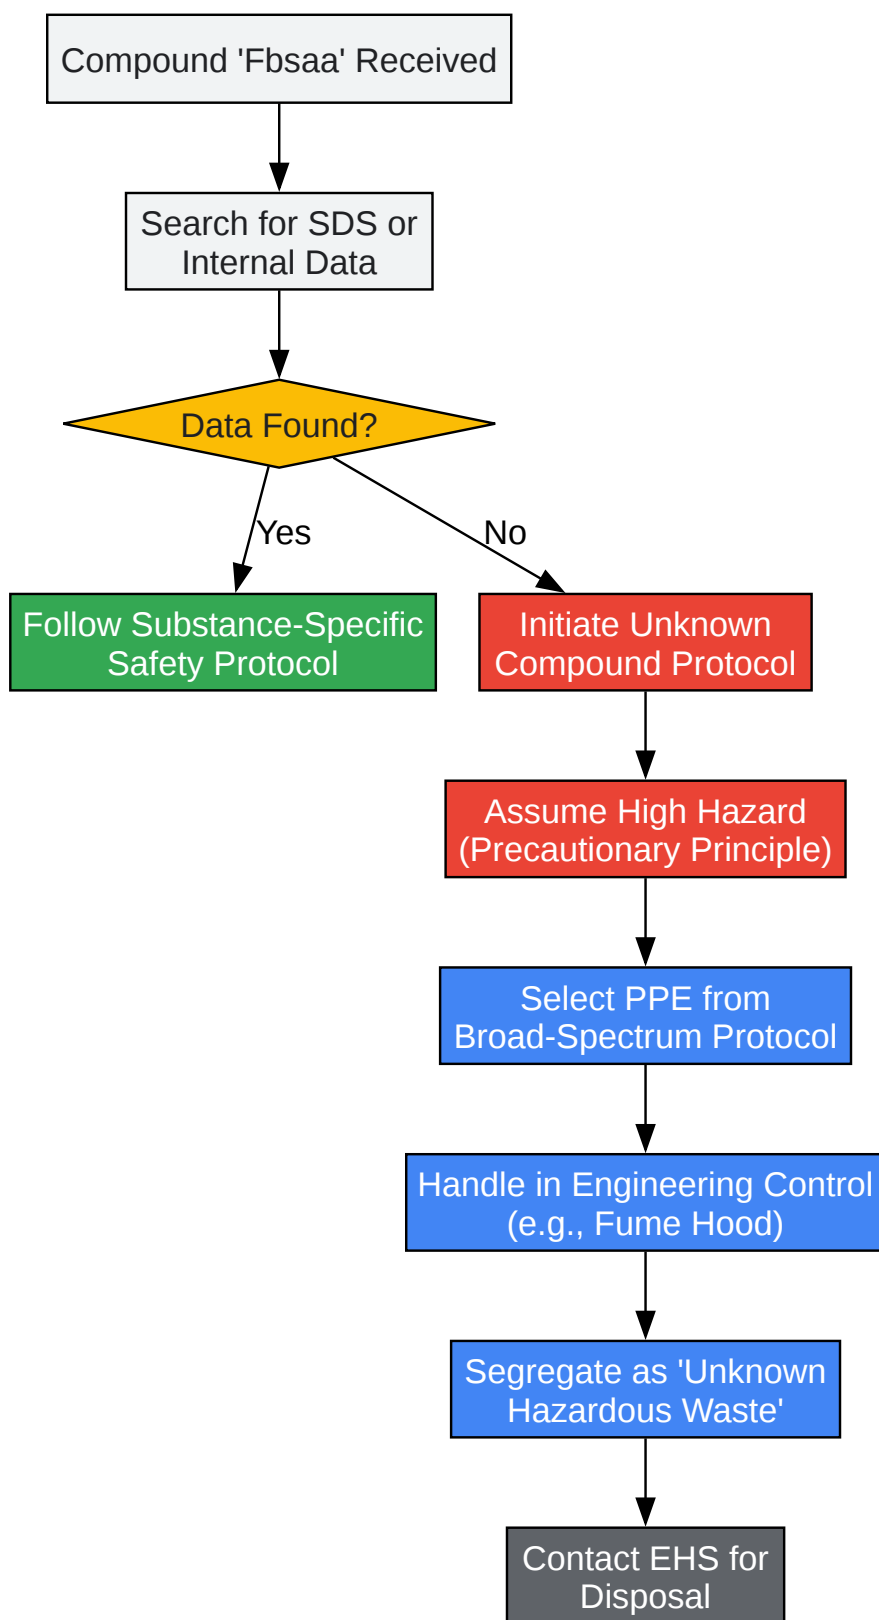 Compound 'Fbsaa' Received
Search for SDS or
Internal Data
Data Found?
Yes
No
Follow Substance-Specific
Safety Protocol
Initiate Unknown
Compound Protocol
Assume High Hazard
(Precautionary Principle)
Select PPE from
Broad-Spectrum Protocol
Handle in Engineering Control
(e.g., Fume Hood)
Segregate as 'Unknown
Hazardous Waste'
Contact EHS for
Disposal